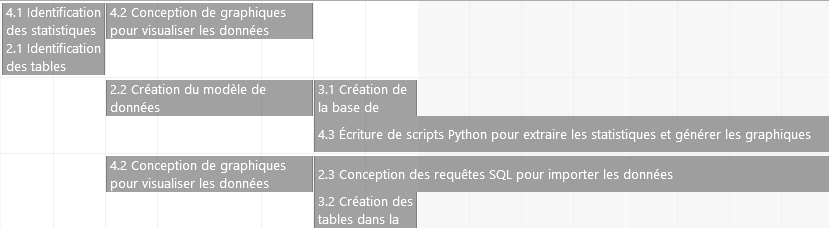 4.1 Identification
des statistiques
4.2 Conception de graphiques
pour visualiser les données
2.1 Identification
des tables
2.2 Création du modèle de
données
3.1 Création de
la base de
4.3 Écriture de scripts Python pour extraire les statistiques et générer les graphiques
4.2 Conception de graphiques
pour visualiser les données
2.3 Conception des requêtes SQL pour importer les données
3.2 Création des
tables dans la